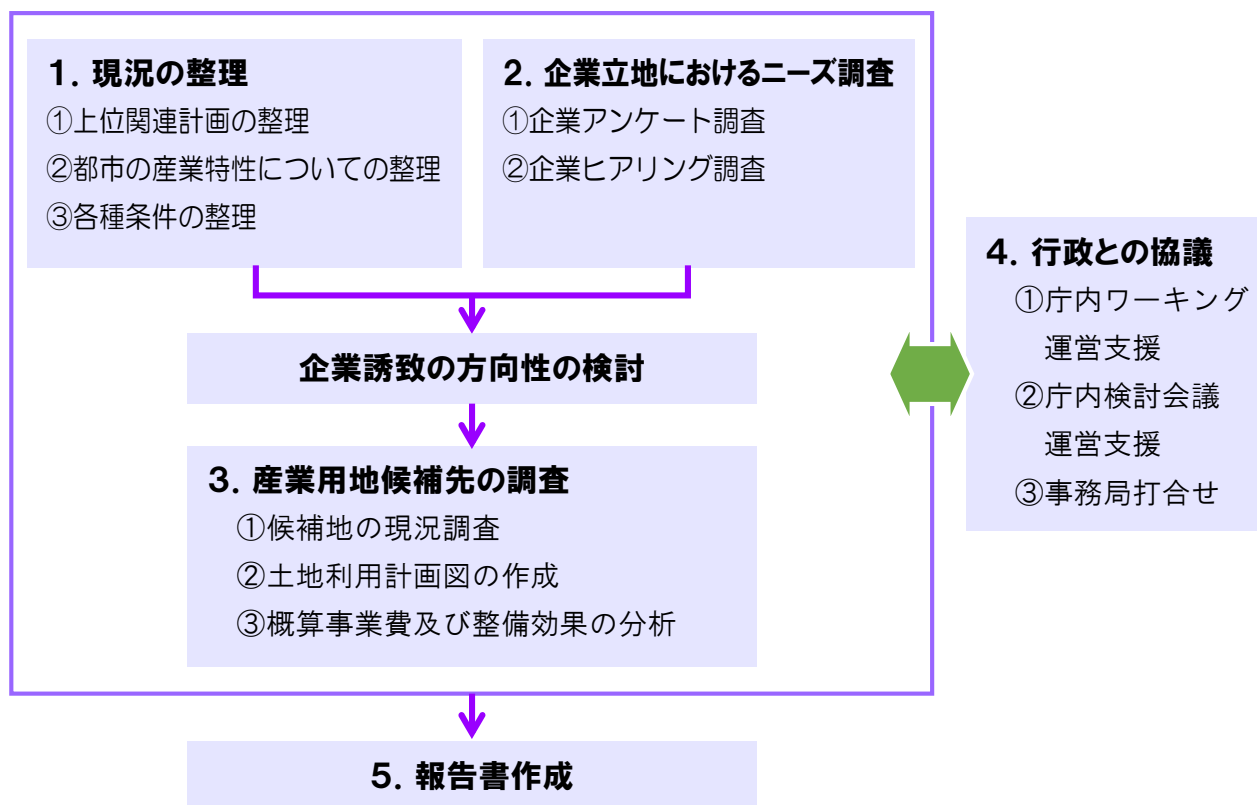 1. 現況の整理
①上位関連計画の整理
②都市の産業特性についての整理
③各種条件の整理
2. 企業立地におけるニーズ調査
①企業アンケート調査
②企業ヒアリング調査
企業誘致の方向性の検討
3. 産業用地候補先の調査
①候補地の現況調査
②土地利用計画図の作成
③概算事業費及び整備効果の分析
4. 行政との協議
①庁内ワーキング
運営支援
②庁内検討会議
運営支援
③事務局打合せ
5. 報告書作成